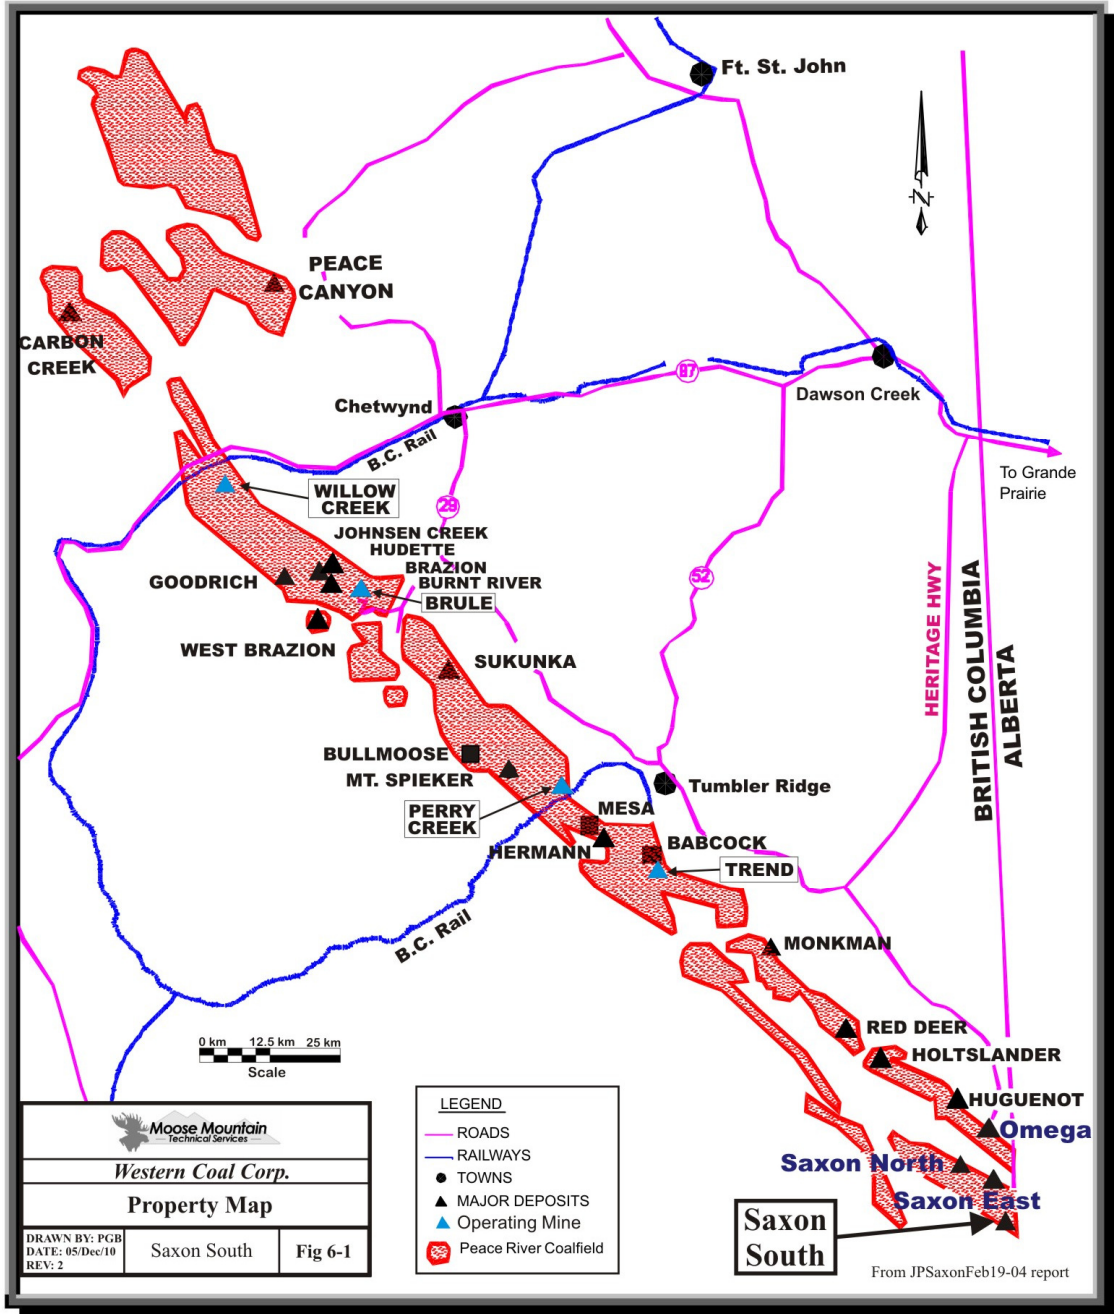 Ft. St. John
N
PEACE
CANYON
CARBON
CREEK
Chetwynd
B.C. Rail
97
Dawson Creek
To Grande
Prairie
WILLOW
CREEK
29
JOHNSEN CREEK
HUDETTE
BRAZION
BURNT RIVER
GOODRICH
BRULE
52
WEST BRAZION
SUKUNKA
HERITAGE HWY
BRITISH COLUMBIA
ALBERTA
BULLMOOSE
MT. SPIEKER
Tumbler Ridge
PERRY
CREEK
MESA
HERMANN
BABCOCK
TREND
B.C. Rail
MONKMAN
RED DEER
HOLTSLANDER
HUGUENOT
Omega
Saxon North
Saxon East
Saxon
South
0 km 12.5 km 25 km
Scale
LEGEND
ROADS
RAILWAYS
TOWNS
MAJOR DEPOSITS
Operating Mine
Peace River Coalfield
Moose Mountain
Technical Services
Western Coal Corp.
Property Map
DRAWN BY: PGB
DATE: 05/Dec/10
REV: 2
Saxon South
Fig 6-1
From JPSaxonFeb19-04 report